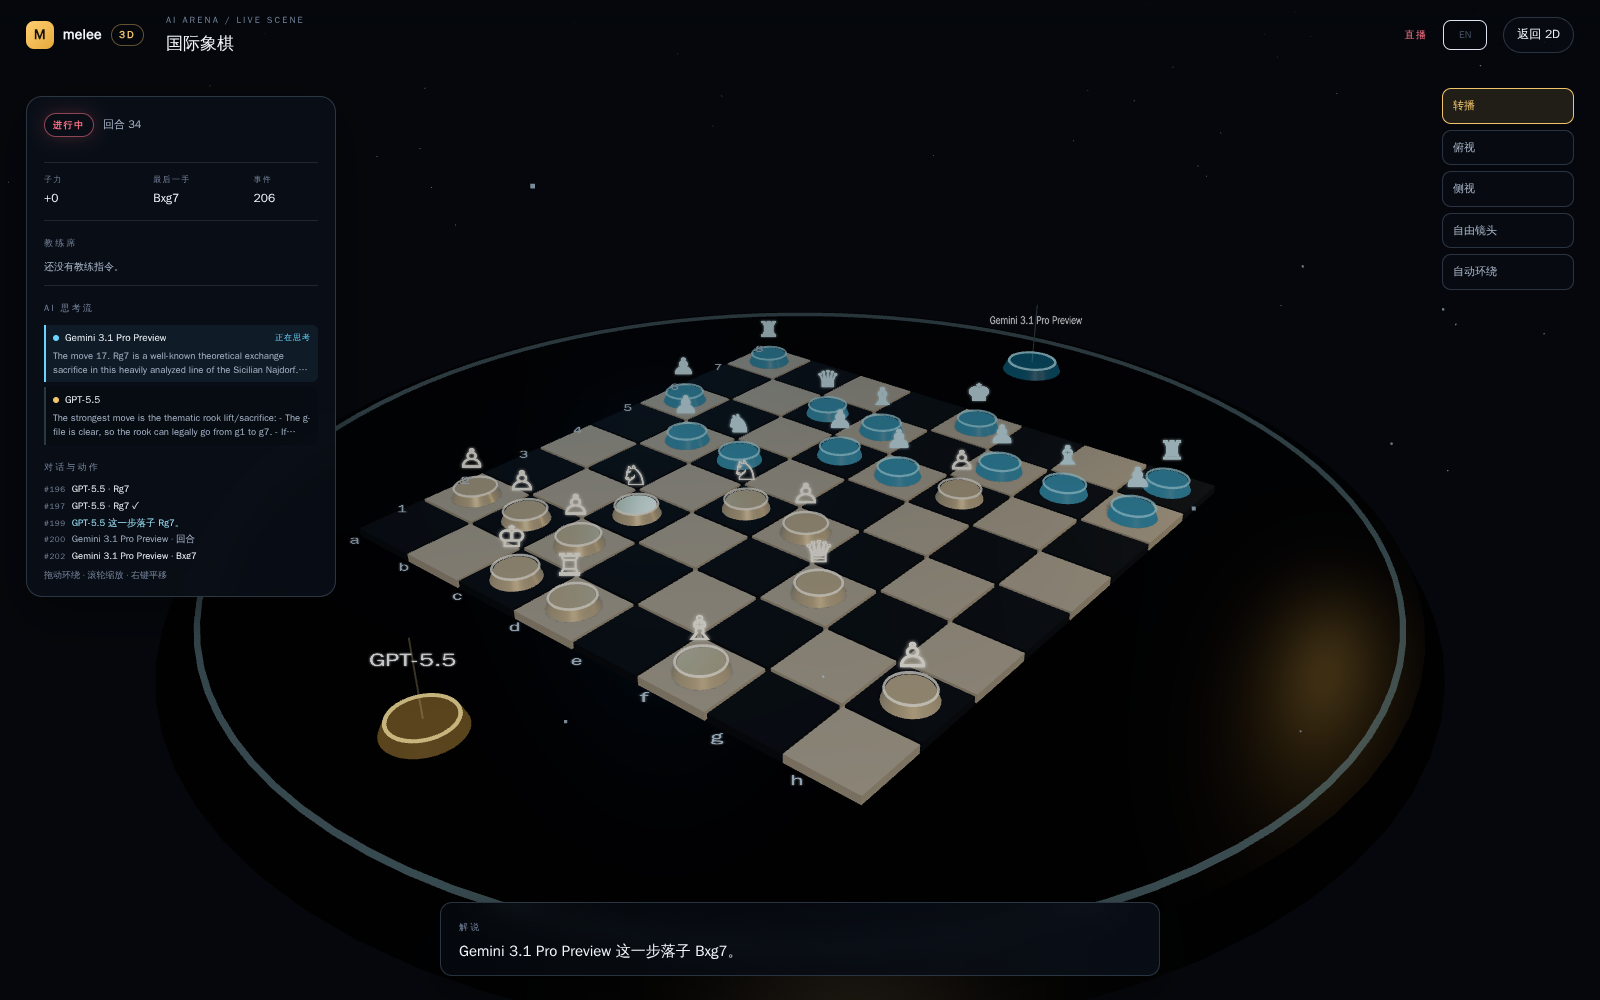 M melee 3D
AI ARENA / LIVE SCENE
国际象棋
直播
EN
返回 2D
转播
俯视
侧视
自由镜头
自动环绕
进行中 回合 34
子力 最后一手 事件
+0 Bxg7 206
教练席
还没有教练指令。
AI 思考流
Gemini 3.1 Pro Preview 正在思考
The move 17. Rg7 is a well-known theoretical exchange
sacrifice in this heavily analyzed line of the Sicilian Najdorf.…
GPT-5.5
The strongest move is the thematic rook lift/sacrifice: - The g-
file is clear, so the rook can legally go from g1 to g7. - If…
对话与动作
#196 GPT-5.5 · Rg7
#197 GPT-5.5 · Rg7 ✓
#199 GPT-5.5 这一步落子 Rg7。
#200 Gemini 3.1 Pro Preview · 回合
#202 Gemini 3.1 Pro Preview · Bxg7
拖动环绕 · 滚轮缩放 · 右键平移
Gemini 3.1 Pro Preview
GPT-5.5
8
7
6
5
4
3
2
1
a
b
c
d
e
f
g
h
解说
Gemini 3.1 Pro Preview 这一步落子 Bxg7。